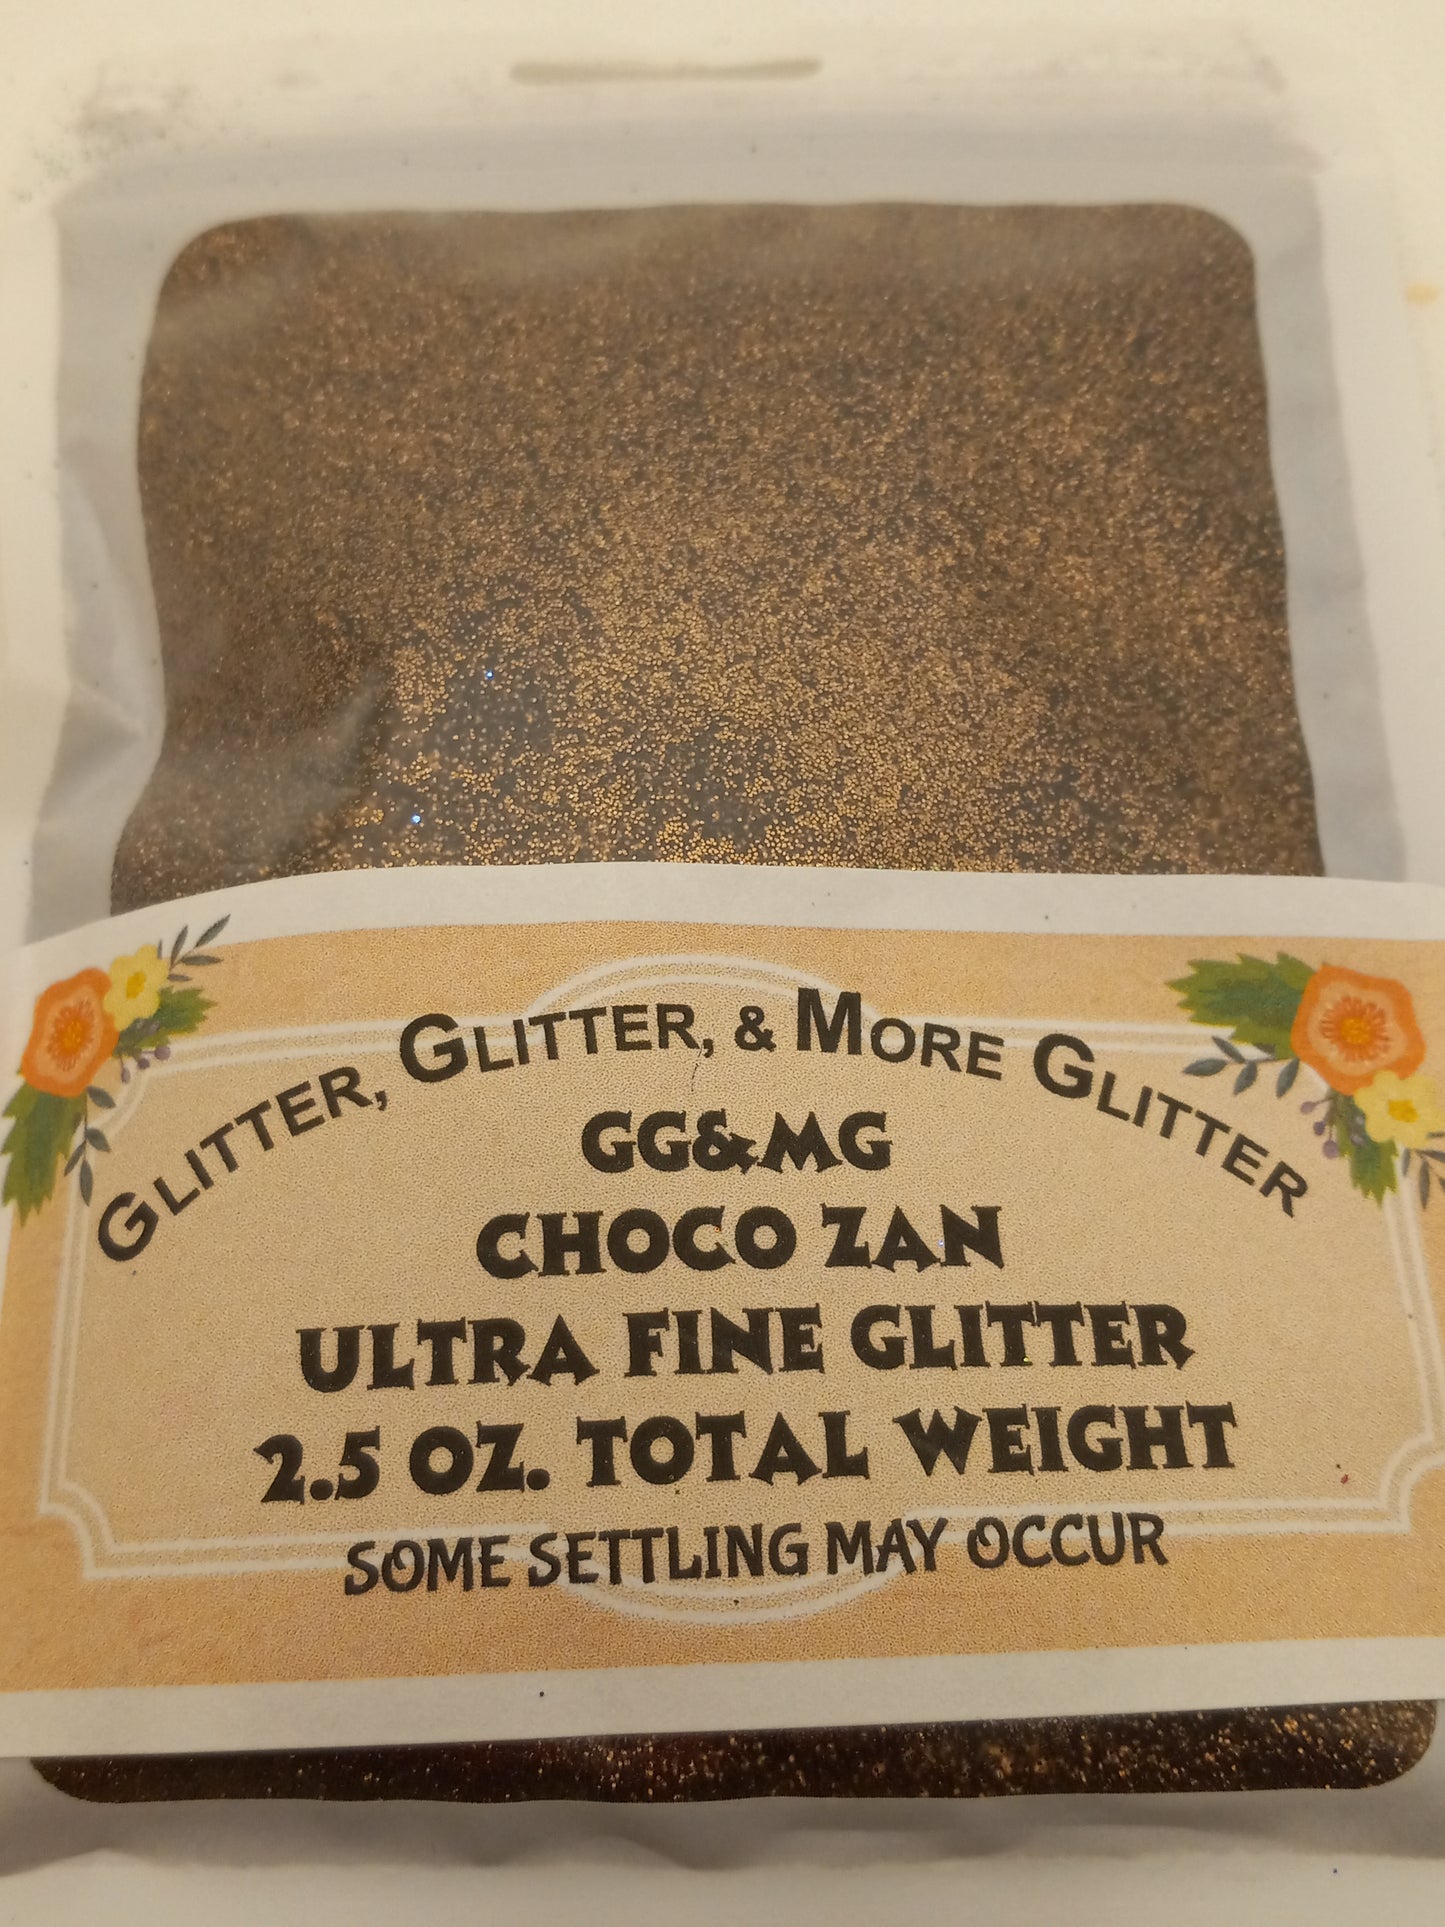 GLITTER, GLITTER, & MORE GLITTER
GG&MG
CHOCO ZAN
ULTRA FINE GLITTER
2.5 OZ. TOTAL WEIGHT
SOME SETTLING MAY OCCUR